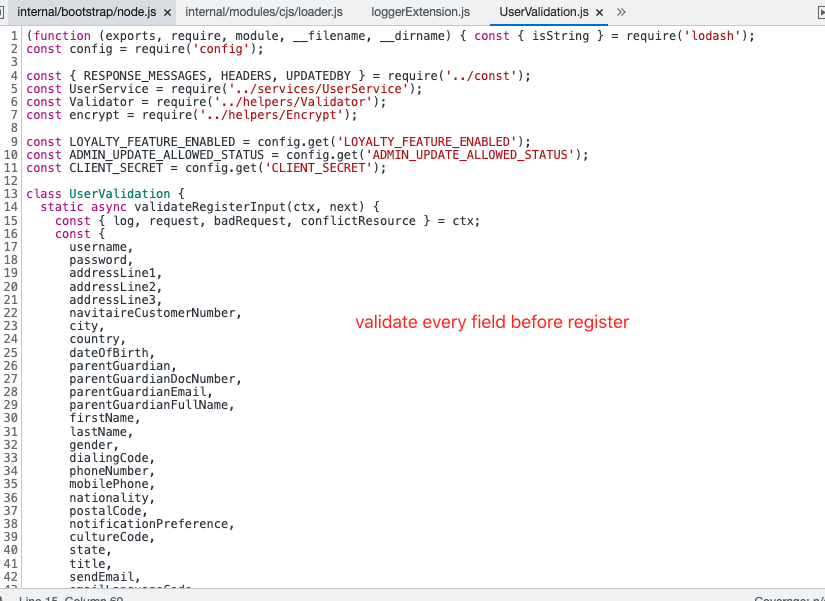 internal/bootstrap/node.js × internal/modules/cjs/loader.js loggerExtension.js UserValidation.js × »
1 (function (exports, require, module, __filename, __dirname) { const { isString } = require('lodash');
2 const config = require('config');
3
4 const { RESPONSE_MESSAGES, HEADERS, UPDATEDBY } = require('../const');
5 const UserService = require('../services/UserService');
6 const Validator = require('../helpers/Validator');
7 const encrypt = require('../helpers/Encrypt');
8
9 const LOYALTY_FEATURE_ENABLED = config.get('LOYALTY_FEATURE_ENABLED');
10 const ADMIN_UPDATE_ALLOWED_STATUS = config.get('ADMIN_UPDATE_ALLOWED_STATUS');
11 const CLIENT_SECRET = config.get('CLIENT_SECRET');
12
13 class UserValidation {
14 static async validateRegisterInput(ctx, next) {
15 const { log, request, badRequest, conflictResource } = ctx;
16 const {
17 username,
18 password,
19 addressLine1,
20 addressLine2,
21 addressLine3,
22 navitaireCustomerNumber,
validate every field before register
23 city,
24 country,
25 dateOfBirth,
26 parentGuardian,
27 parentGuardianDocNumber,
28 parentGuardianEmail,
29 parentGuardianFullName,
30 firstName,
31 lastName,
32 gender,
33 dialingCode,
34 phoneNumber,
35 mobilePhone,
36 nationality,
37 postalCode,
38 notificationPreference,
39 cultureCode,
40 state,
41 title,
42 sendEmail,